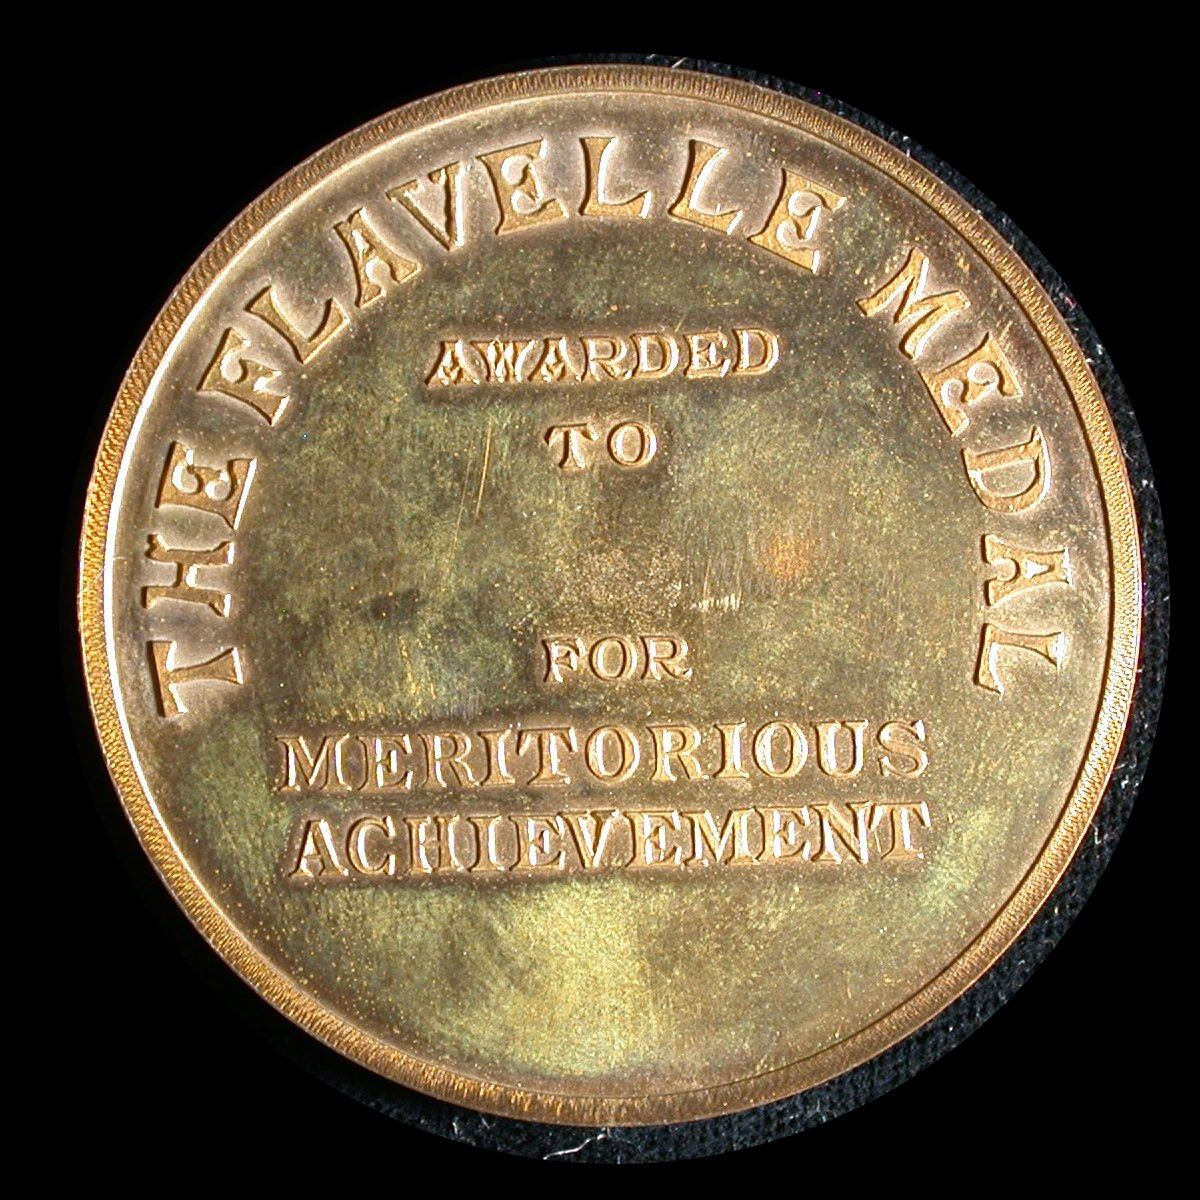 THE FLAVELLE MEDAL
AWARDED
TO
FOR
MERITORIOUS
ACHIEVEMENT